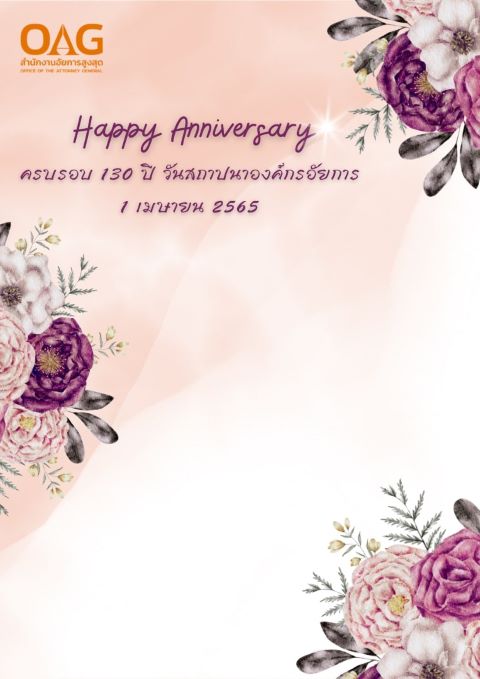 OAG
สำนักงานอัยการสูงสุด
OFFICE OF THE ATTORNEY GENERAL
Happy Anniversary
ครบรอบ 130 ปี วันสถาปนาองค์กรอัยการ
1 เมษายน 2565